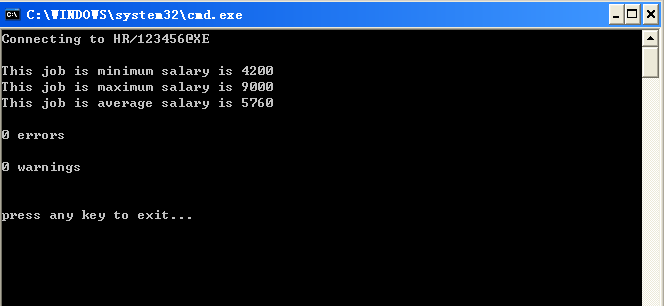 C:\WINDOWS\system32\cmd.exe
Connecting to HR/123456@XE
This job is minimum salary is 4200
This job is maximum salary is 9000
This job is average salary is 5760
0 errors
0 warnings
press any key to exit...